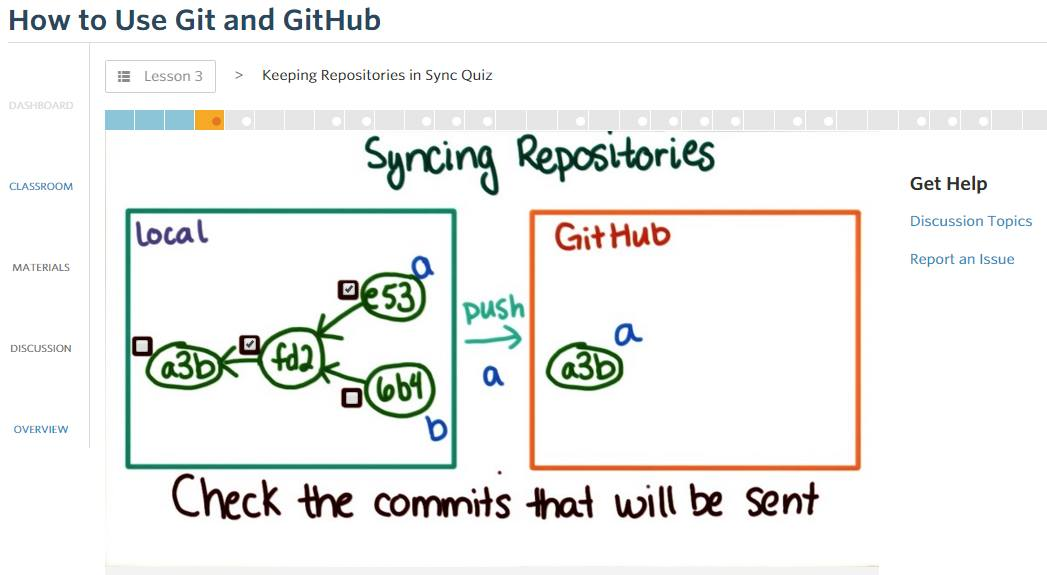 How to Use Git and GitHub
Lesson 3 > Keeping Repositories in Sync Quiz
DASHBOARD
CLASSROOM
MATERIALS
DISCUSSION
OVERVIEW
Syncing Repositories
local
a
e53
a3b
fd2
6b4
b
push
a
GitHub
a
a3b
Check the commits that will be sent
Get Help
Discussion Topics
Report an Issue